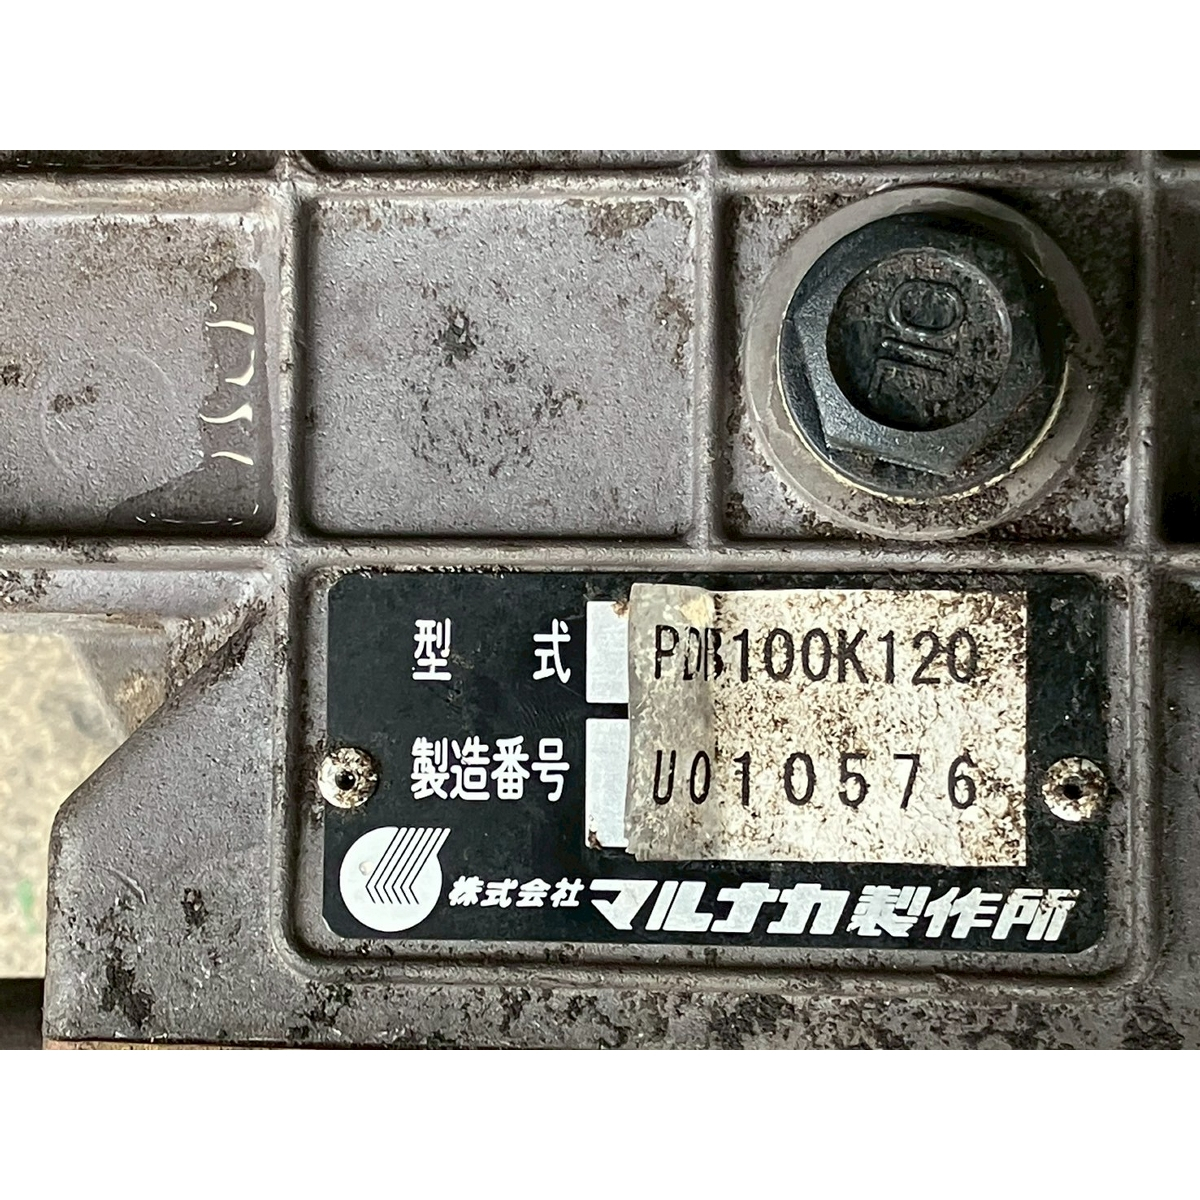 OIL
型 式 PDB100K120
製造番号 U010576
株式会社 マルナカ製作所